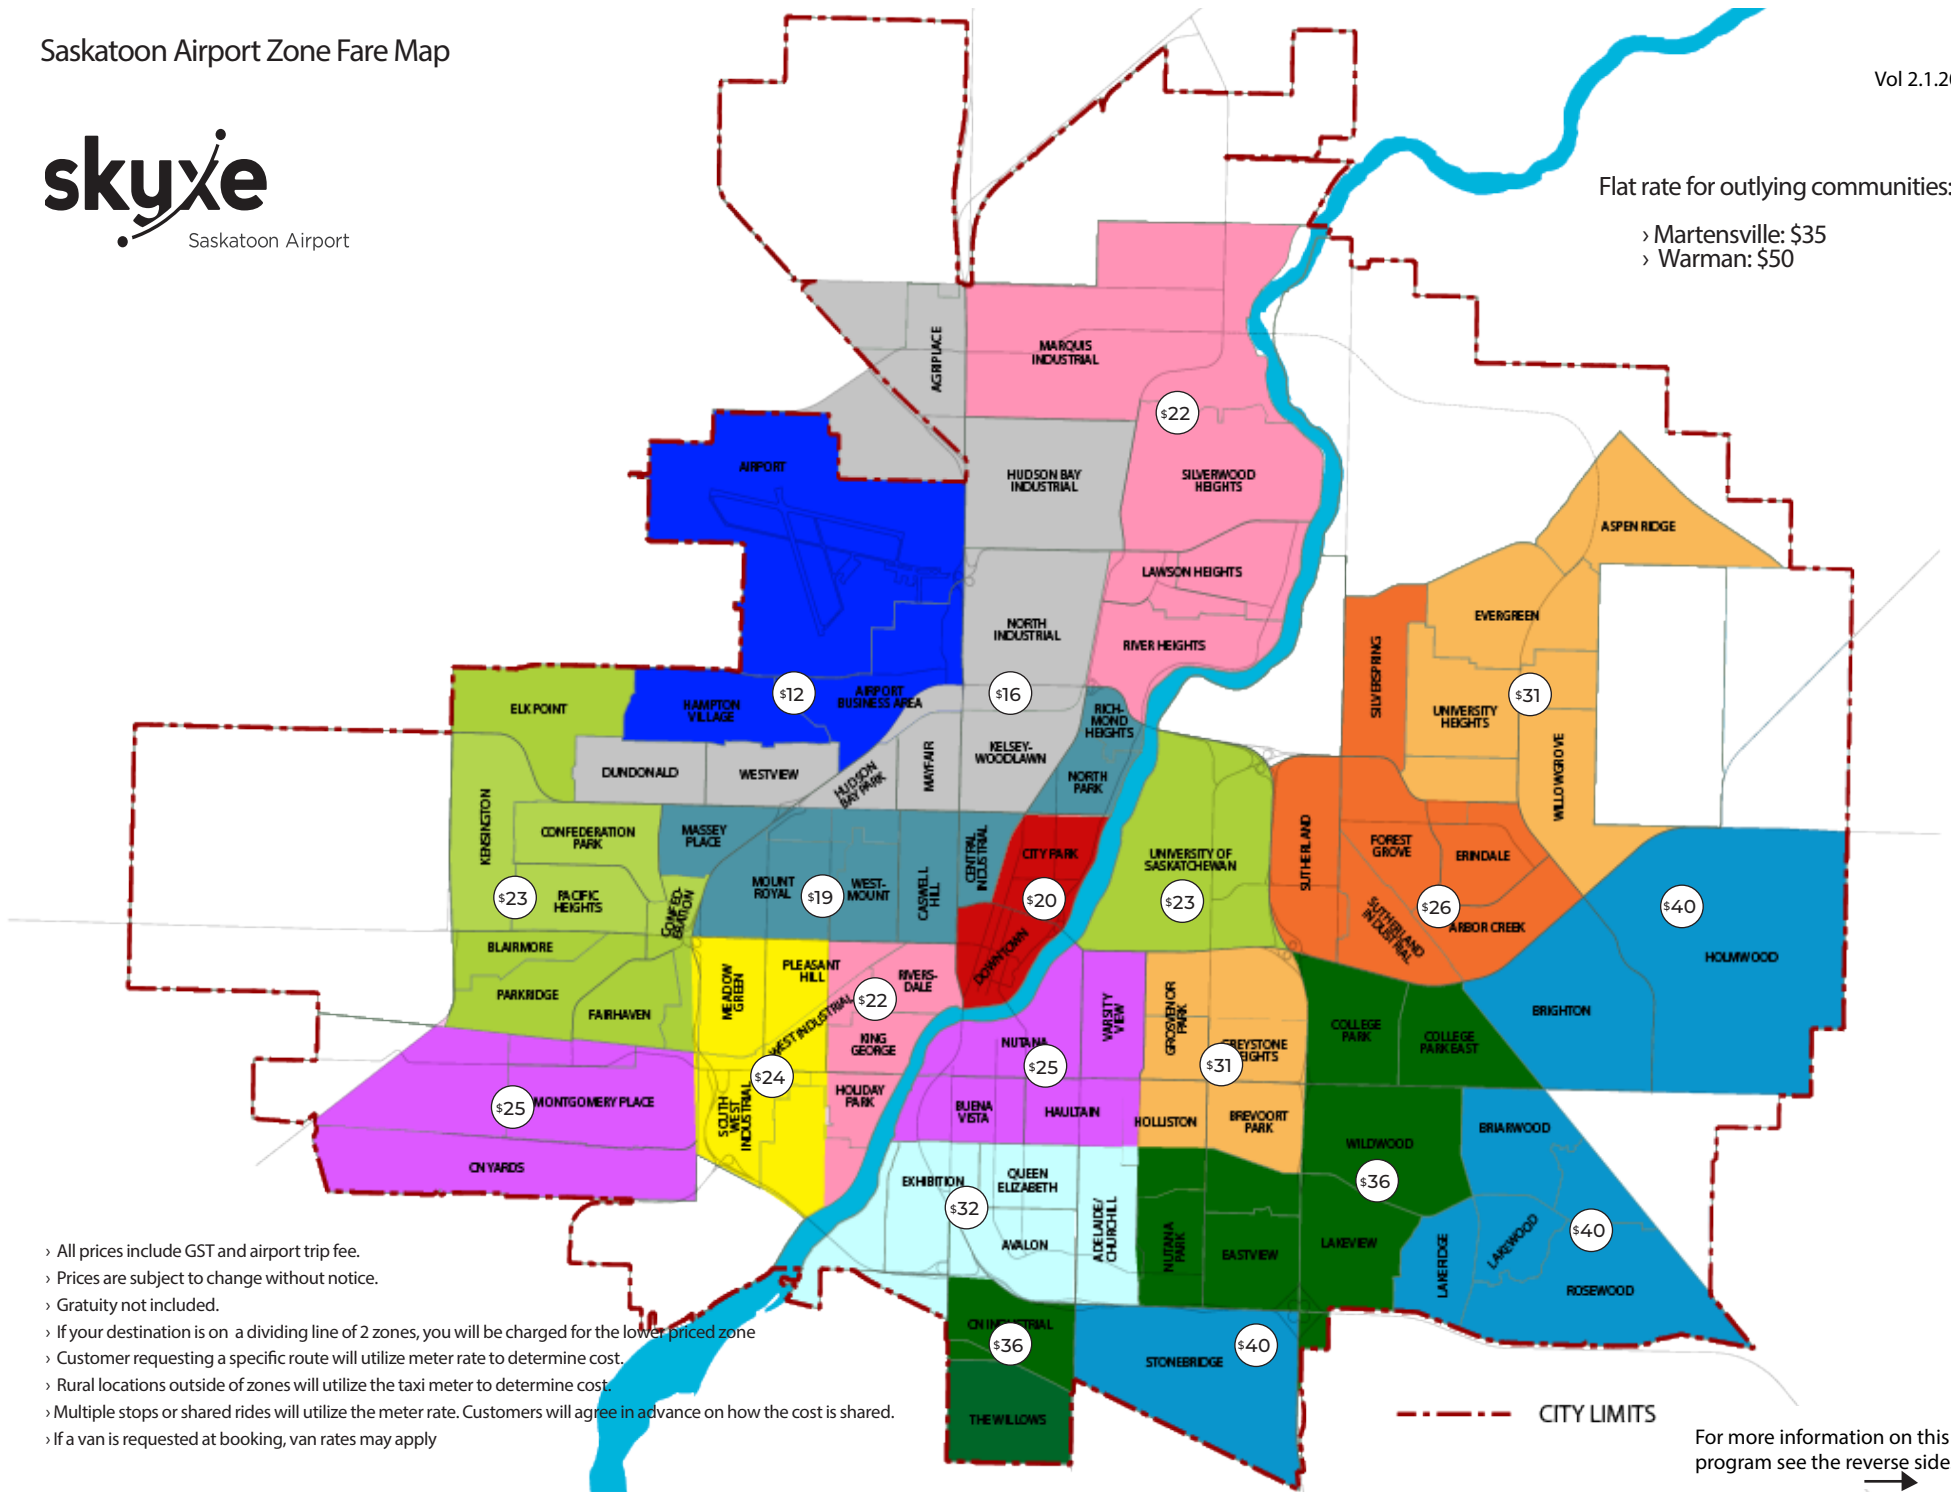 Saskatoon Airport Zone Fare Map
Vol 2.1.20
skyxe
Saskatoon Airport
Flat rate for outlying communities:
› Martensville: $35
› Warman: $50
AGRIPLACE
MARQUIS
INDUSTRIAL
$22
AIRPORT
HUDSON BAY
INDUSTRIAL
SILVERWOOD
HEIGHTS
ASPEN RIDGE
LAWSON HEIGHTS
NORTH
INDUSTRIAL
RIVER HEIGHTS
EVERGREEN
SILVERSPRING
ELK POINT
HAMPTON
VILLAGE
$12
AIRPORT
BUSINESS AREA
$16
RICH-
MOND
HEIGHTS
UNIVERSITY
HEIGHTS
$31
WILLOWGROVE
DUNDONALD
WESTVIEW
HUDSON
BAY PARK
MAYFAIR
KELSEY-
WOODLAWN
NORTH
PARK
KENSINGTON
CONFEDERATION
PARK
MASSEY
PLACE
CENTRAL
INDUSTRIAL
CITY PARK
UNIVERSITY OF
SASKATCHEWAN
SUTHERLAND
FOREST
GROVE
ERINDALE
$23
PACIFIC
HEIGHTS
CONFED-
ERATION
MOUNT
ROYAL
$19
WEST-
MOUNT
CASWELL
HILL
$20
$23
$26
SUTHERLAND
INDUSTRIAL
ARBOR CREEK
$40
HOLMWOOD
BLAIRMORE
DOWNTOWN
PARKRIDGE
FAIRHAVEN
MEADOW
GREEN
PLEASANT
HILL
RIVERS-
DALE
$22
WEST INDUSTRIAL
KING
GEORGE
NUTANA
VARSITY
VIEW
GROSVENOR
PARK
GREYSTONE
HEIGHTS
COLLEGE
PARK
COLLEGE
PARK EAST
BRIGHTON
$25
$31
$24
$25
MONTGOMERY PLACE
SOUTH
WEST
INDUSTRIAL
HOLIDAY
PARK
BUENA
VISTA
HAULTAIN
HOLLISTON
BREVOORT
PARK
WILDWOOD
BRIARWOOD
CN YARDS
EXHIBITION
QUEEN
ELIZABETH
$32
$36
AVALON
ADELAIDE/
CHURCHILL
NUTANA
PARK
EASTVIEW
LAKEVIEW
LAKERIDGE
LAKEWOOD
$40
ROSEWOOD
CN INDUSTRIAL
$36
$40
STONEBRIDGE
THE WILLOWS
› All prices include GST and airport trip fee.
› Prices are subject to change without notice.
› Gratuity not included.
› If your destination is on a dividing line of 2 zones, you will be charged for the lower priced zone
› Customer requesting a specific route will utilize meter rate to determine cost.
› Rural locations outside of zones will utilize the taxi meter to determine cost.
› Multiple stops or shared rides will utilize the meter rate. Customers will agree in advance on how the cost is shared.
› If a van is requested at booking, van rates may apply
CITY LIMITS
For more information on this
program see the reverse side